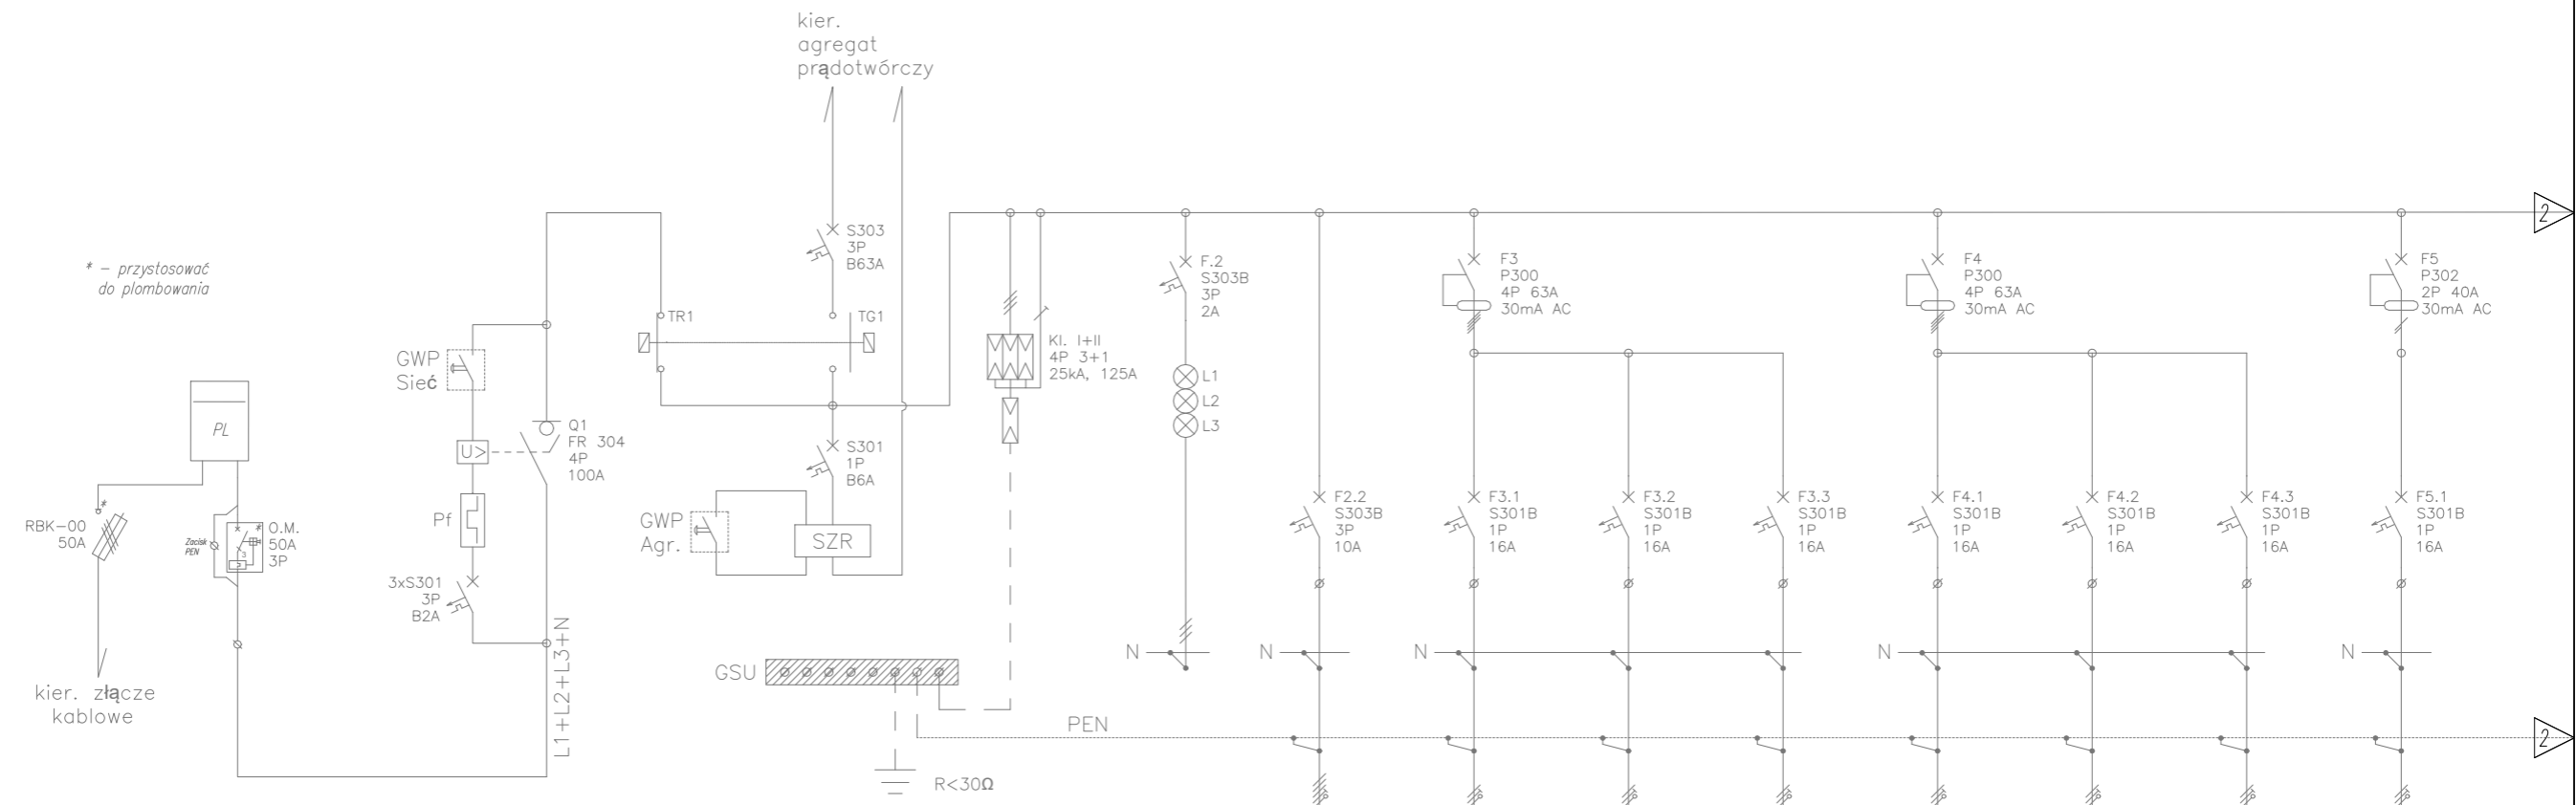 kier.
agregat
prądotwórczy
* – przystosować
do plombowania
S303
3P
B63A
TR1
TG1
KI. I+II
4P 3+1
25kA, 125A
F.2
S303B
3P
2A
L1
L2
L3
F3
P300
4P 63A
30mA AC
F4
P300
4P 63A
30mA AC
F5
P302
2P 40A
30mA AC
2
GWP
Sieć
PL
Q1
FR 304
4P
100A
U>
S301
1P
B6A
*
RBK-00
50A
Zacisk
PEN
*
3
O.M.
50A
3P
Pf
GWP
Agr.
SZR
3xS301
3P
B2A
F2.2
S303B
3P
10A
F3.1
S301B
1P
16A
F3.2
S301B
1P
16A
F3.3
S301B
1P
16A
F4.1
S301B
1P
16A
F4.2
S301B
1P
16A
F4.3
S301B
1P
16A
F5.1
S301B
1P
16A
kier. złącze
kablowe
L1+L2+L3+N
GSU
N
N
N
N
N
PEN
2
R<30Ω